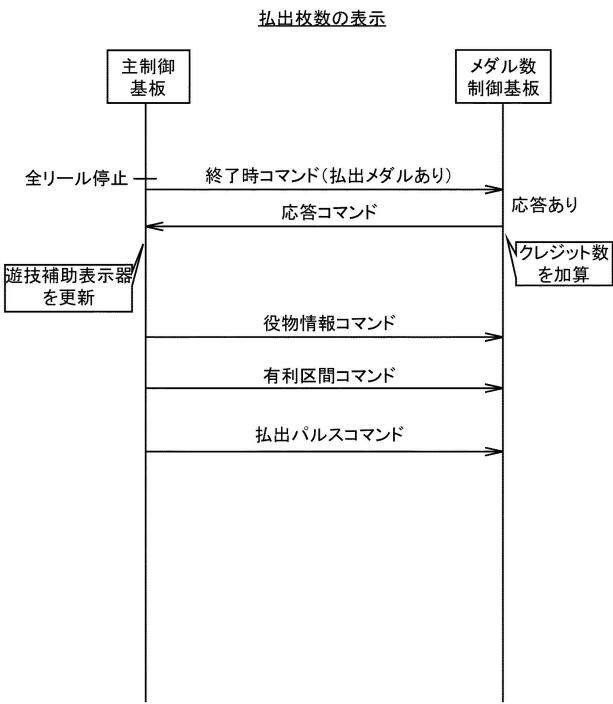 払出枚数の表示
主制御
基板
メダル数
制御基板
全リール停止
終了時コマンド(払出メダルあり)
応答コマンド
応答あり
遊技補助表示器
を更新
クレジット数
を加算
役物情報コマンド
有利区間コマンド
払出パルスコマンド